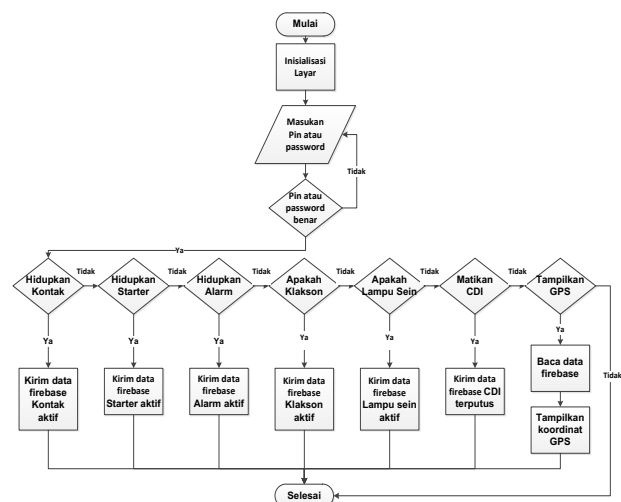 Mulai
Inisialisasi
Layar
Masukan
Pin atau
password
Tidak
Pin atau
password
benar
Ya
Hidupkan
Kontak
Tidak
Hidupkan
Starter
Tidak
Hidupkan
Alarm
Tidak
Apakah
Klakson
Tidak
Apakah
Lampu Sein
Tidak
Matikan
CDI
Tidak
Tampilkan
GPS
Ya
Ya
Ya
Ya
Ya
Ya
Ya
Tidak
Kirim data
firebase
Kontak
aktif
Kirim data
firebase
Starter aktif
Kirim data
firebase
Alarm aktif
Kirim data
firebase
Klakson
aktif
Kirim data
firebase
Lampu sein
aktif
Kirim data
firebase CDI
terputus
Baca data
firebase
Tampilkan
koordinat
GPS
Selesai